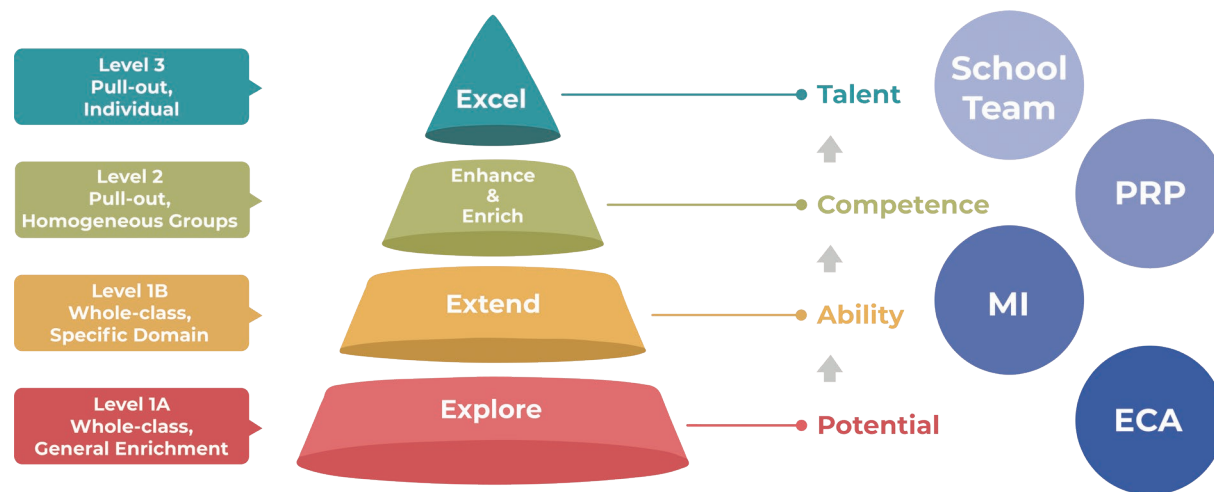 Level 3
Pull-out,
Individual
Excel
Talent
School
Team
Level 2
Pull-out,
Homogeneous Groups
Enhance
&
Enrich
Competence
PRP
Level 1B
Whole-class,
Specific Domain
Extend
Ability
MI
Level 1A
Whole-class,
General Enrichment
Explore
Potential
ECA